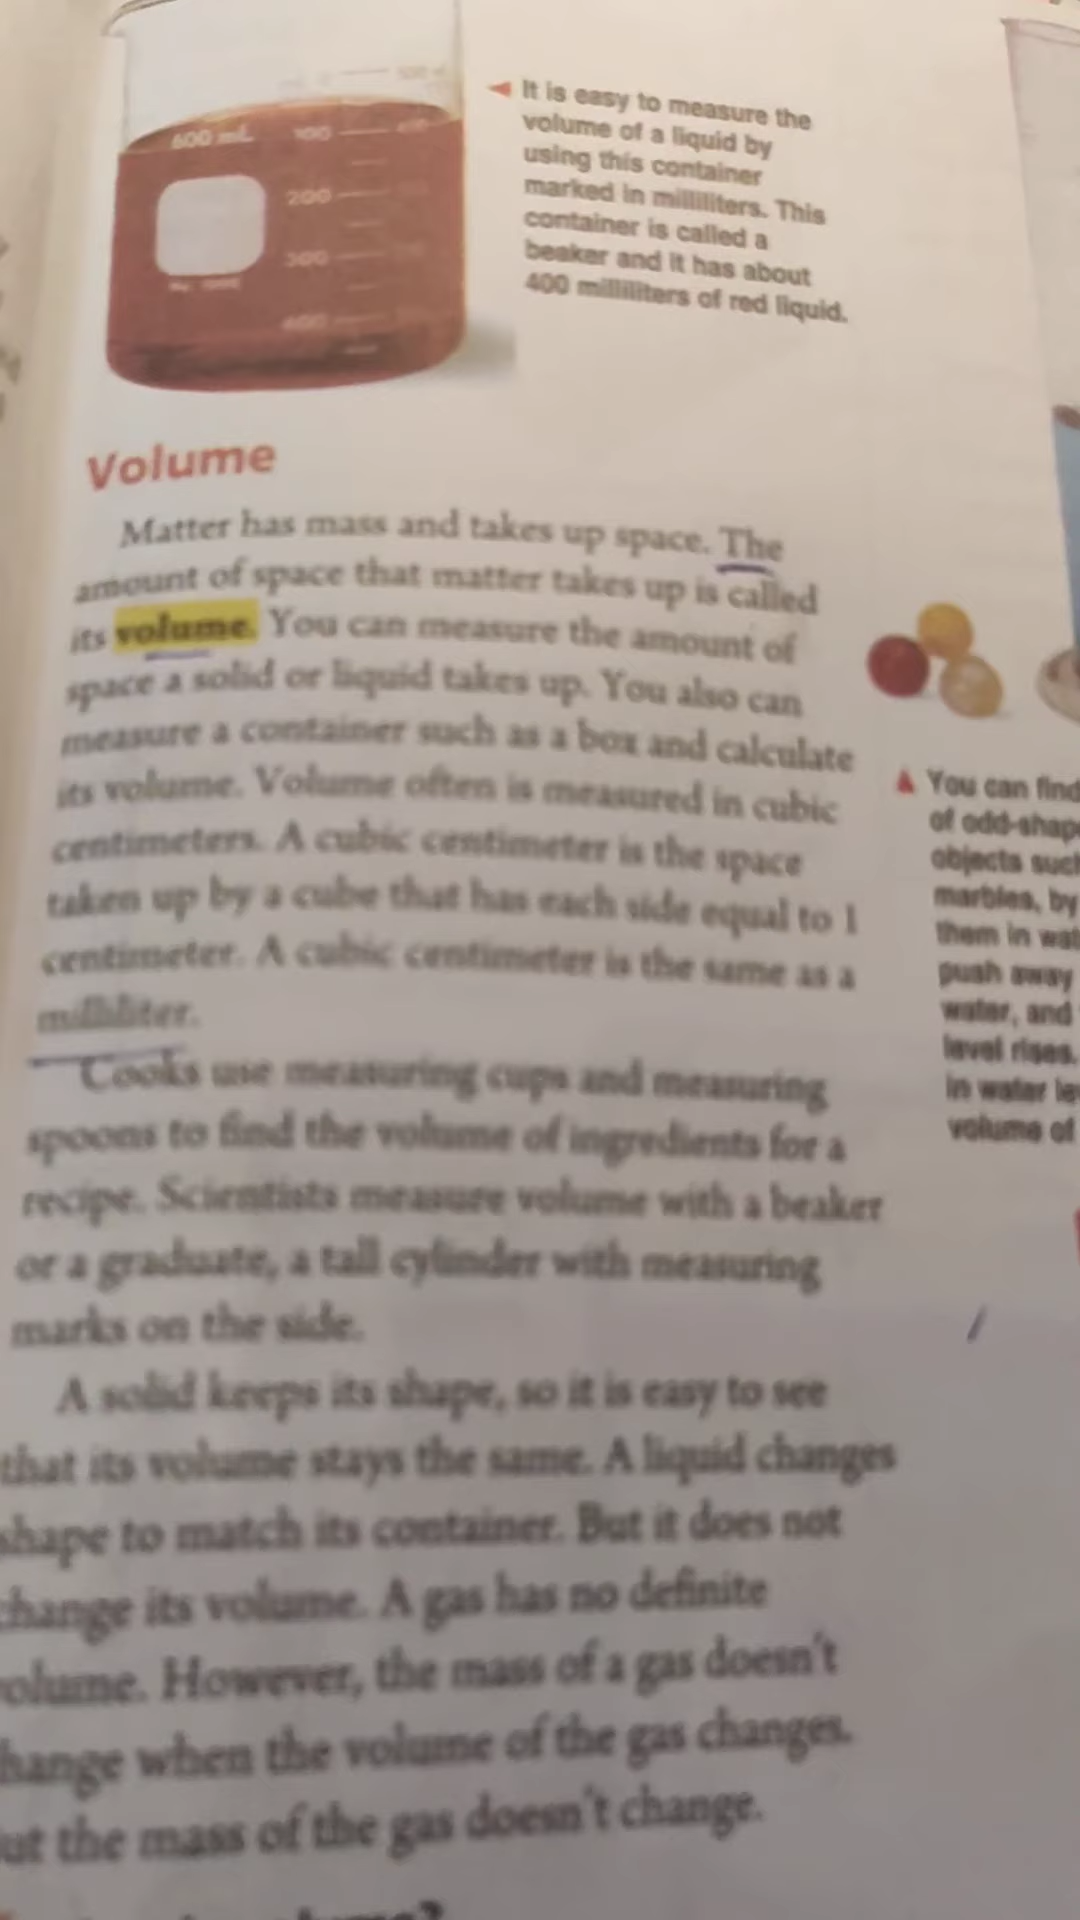 It is easy to measure the
volume of a liquid by
using this container
marked in milliliters. This
container is called a
beaker and it has about
400 milliliters of red liquid.
600 mL
100
200
300
400
Volume
Matter has mass and takes up space. The
amount of space that matter takes up is called
its volume. You can measure the amount of
space a solid or liquid takes up. You also can
measure a container such as a box and calculate
its volume. Volume often is measured in cubic
centimeters. A cubic centimeter is the space
taken up by a cube that has each side equal to 1
centimeter. A cubic centimeter is the same as a
milliliter.
Cooks use measuring cups and measuring
spoons to find the volume of ingredients for a
recipe. Scientists measure volume with a beaker
or a graduate, a tall cylinder with measuring
marks on the side.
A solid keeps its shape, so it is easy to see
that its volume stays the same. A liquid changes
shape to match its container. But it does not
change its volume. A gas has no definite
volume. However, the mass of a gas doesn't
hange when the volume of the gas changes.
ut the mass of the gas doesn't change.
You can find
of odd-shap
objects such
marbles, by
them in wat
push away
water, and
level rises.
in water le
volume of